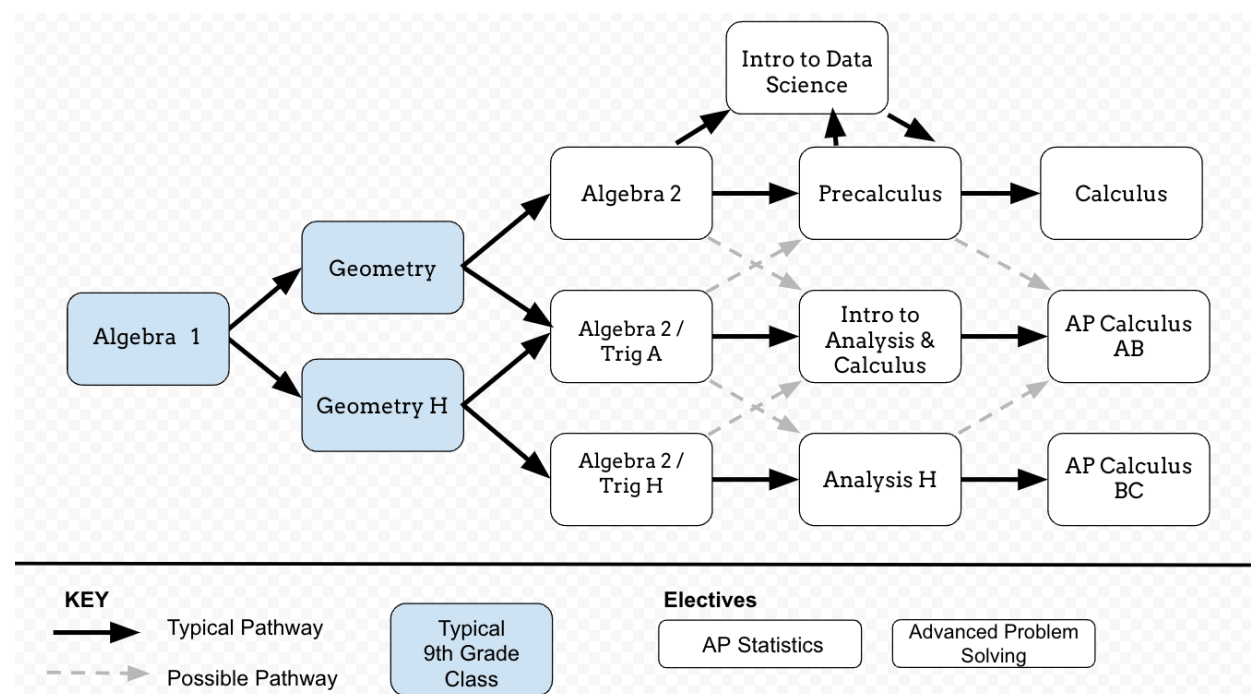 Intro to Data
Science
Algebra 2
Precalculus
Calculus
Geometry
Algebra 1
Geometry H
Algebra 2 /
Trig A
Intro to
Analysis &
Calculus
AP Calculus
AB
Algebra 2 /
Trig H
Analysis H
AP Calculus
BC
KEY
Typical Pathway
Possible Pathway
Typical
9th Grade
Class
Electives
AP Statistics
Advanced Problem
Solving